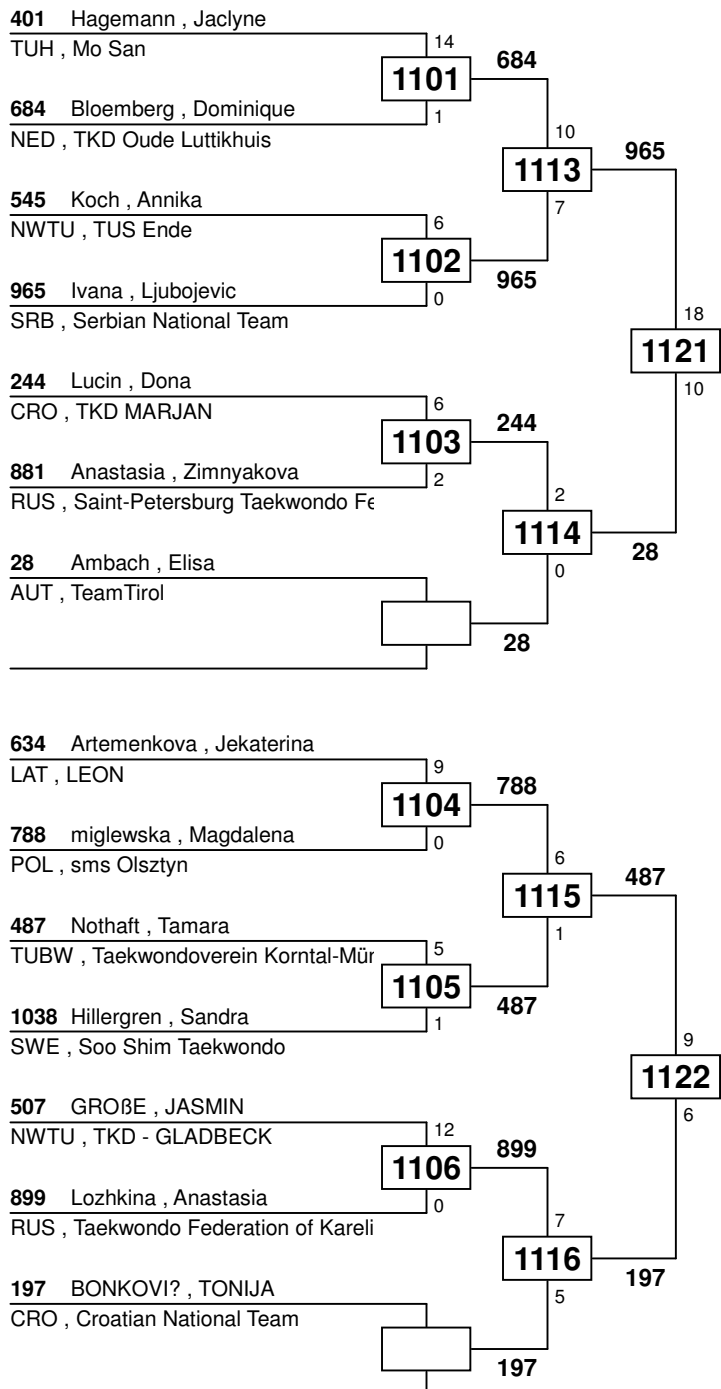 401 Hagemann , Jaclyne
TUH , Mo San
14
1101
684
684 Bloemberg , Dominique
1
NED , TKD Oude Luttikhuis
10
965
1113
545 Koch , Annika
7
NWTU , TUS Ende
6
1102
965
965 Ivana , Ljubojevic
0
SRB , Serbian National Team
18
1121
244 Lucin , Dona
10
CRO , TKD MARJAN
6
1103
244
881 Anastasia , Zimnyakova
2
RUS , Saint-Petersburg Taekwondo Fe
2
1114
28
28 Ambach , Elisa
0
AUT , TeamTirol
28
634 Artemenkova , Jekaterina
LAT , LEON
9
1104
788
788 miglewska , Magdalena
0
POL , sms Olsztyn
6
1115
487
487 Nothaft , Tamara
1
TUBW , Taekwondoverein Korntal-Mün
5
1105
487
1038 Hillergren , Sandra
1
SWE , Soo Shim Taekwondo
9
1122
507 GROßE , JASMIN
6
NWTU , TKD - GLADBECK
12
1106
899
899 Lozhkina , Anastasia
0
RUS , Taekwondo Federation of Kareli
7
1116
197
197 BONKOVI? , TONIJA
5
CRO , Croatian National Team
197